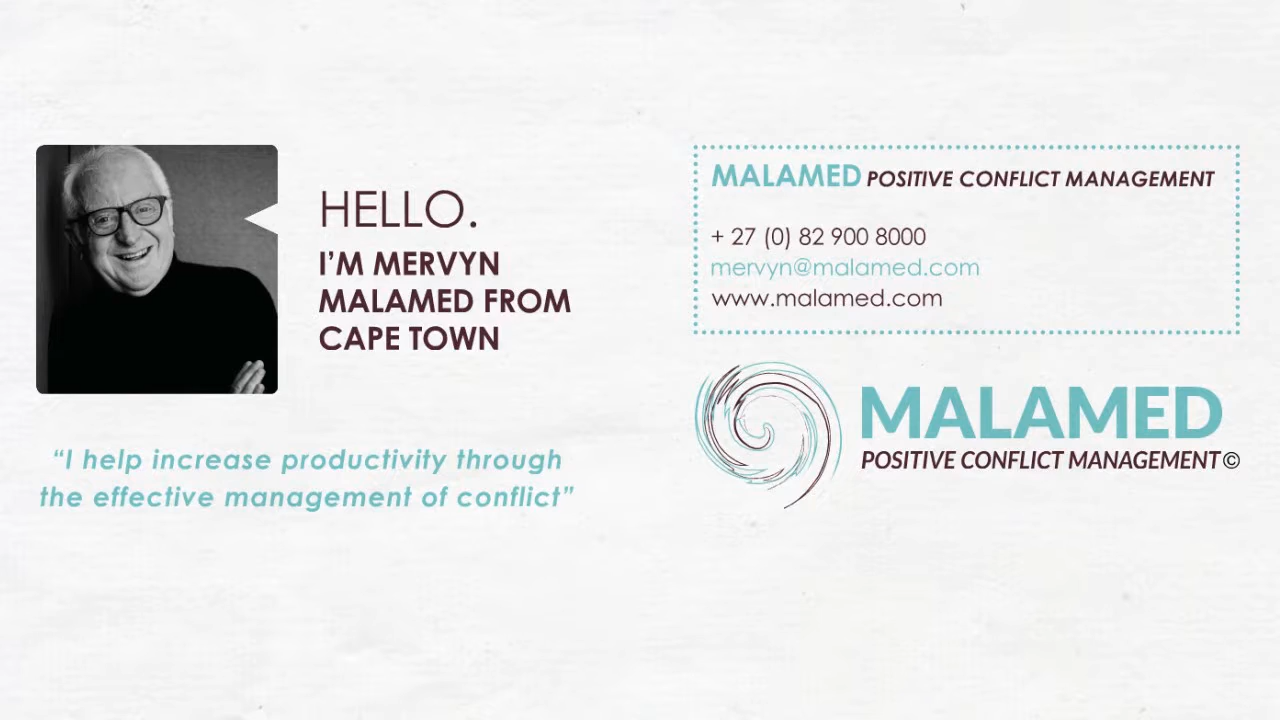 HELLO.
I’M MERVYN
MALAMED FROM
CAPE TOWN
“I help increase productivity through
the effective management of conflict”
MALAMED POSITIVE CONFLICT MANAGEMENT
+ 27 (0) 82 900 8000
mervyn@malamed.com
www.malamed.com
MALAMED
POSITIVE CONFLICT MANAGEMENT©